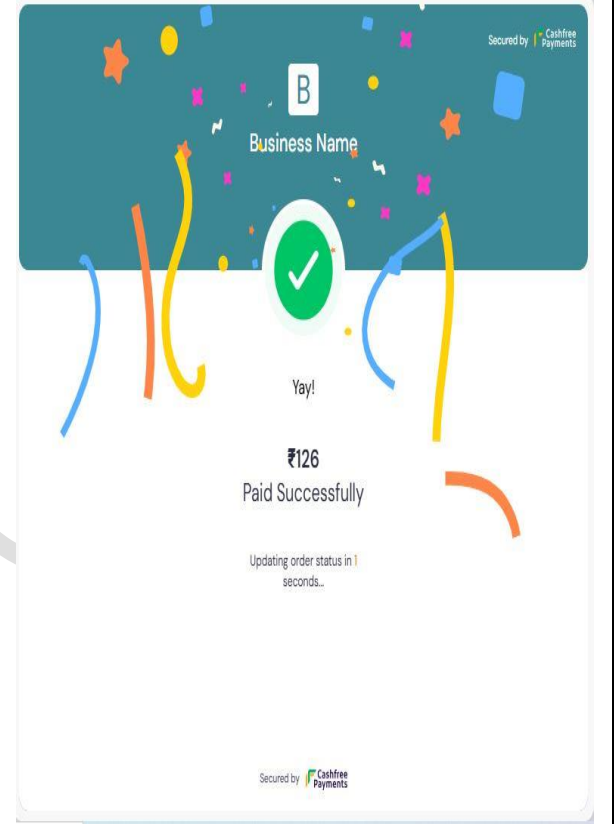 Secured by Cashfree Payments
B
Business Name
Yay!
₹126
Paid Successfully
Updating order status in 1
seconds...
Secured by Cashfree Payments